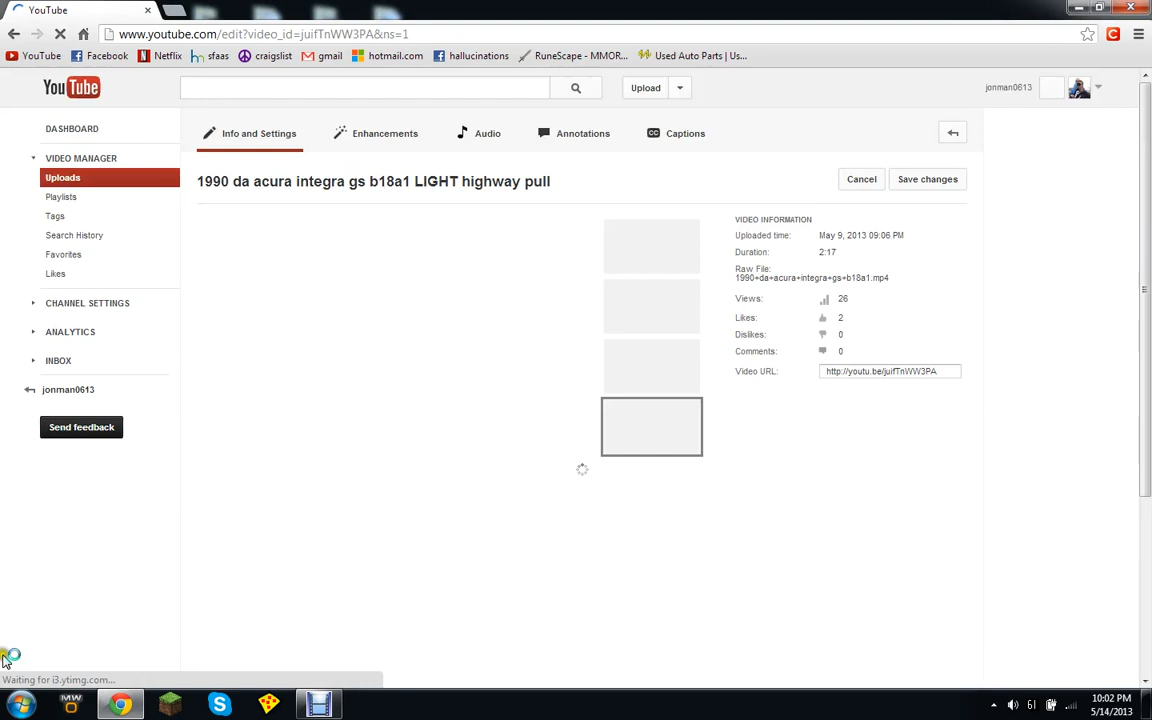 YouTube
www.youtube.com/edit?video_id=juifTnWW3PA&ns=1
YouTube Facebook Netflix sfaas craigslist gmail hotmail.com hallucinations RuneScape - MMOR... Used Auto Parts | Us...
YouTube Upload jonman0613
DASHBOARD
VIDEO MANAGER
Uploads
Playlists
Tags
Search History
Favorites
Likes
CHANNEL SETTINGS
ANALYTICS
INBOX
jonman0613
Send feedback
Info and Settings Enhancements Audio Annotations CC Captions
1990 da acura integra gs b18a1 LIGHT highway pull
Cancel Save changes
VIDEO INFORMATION
Uploaded time: May 9, 2013 09:06 PM
Duration: 2:17
Raw File:
1990+da+acura+integra+gs+b18a1.mp4
Views: 26
Likes: 2
Dislikes: 0
Comments: 0
Video URL: http://youtu.be/juifTnWW3PA
Waiting for i3.ytimg.com...
MW
S
61
10:02 PM
5/14/2013